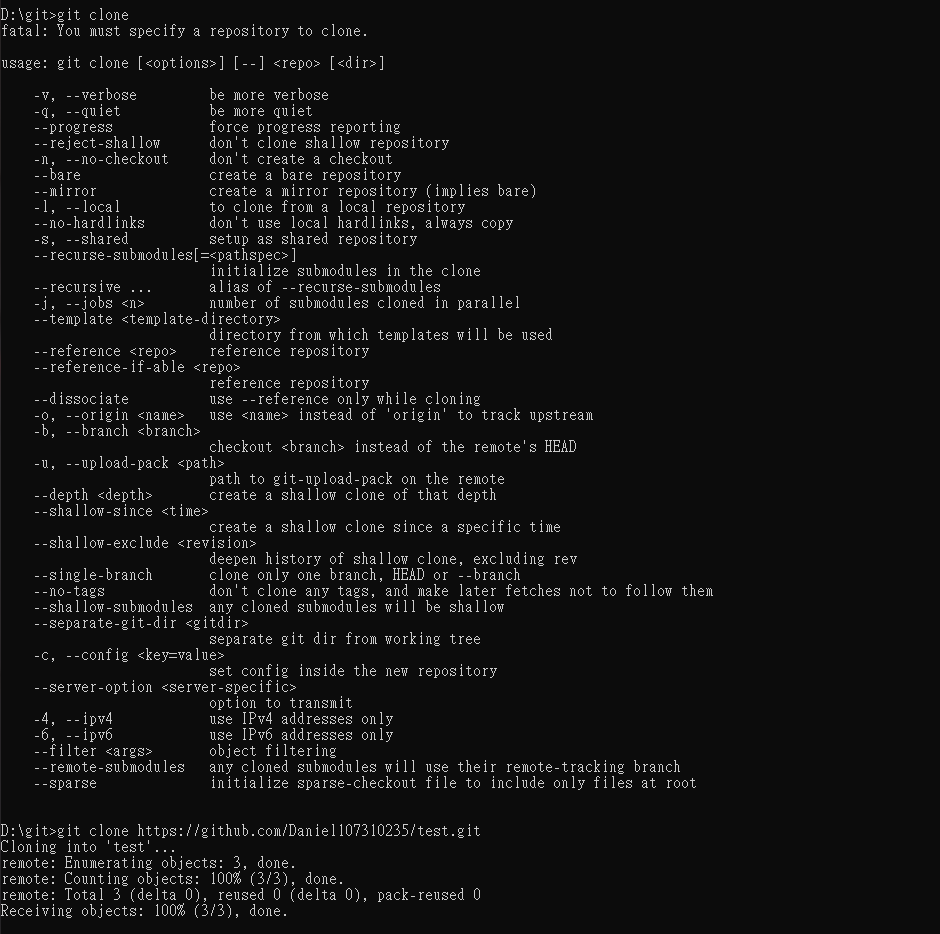 D:\git>git clone
fatal: You must specify a repository to clone.
usage: git clone [<options>] [--] <repo> [<dir>]
-v, --verbose be more verbose
-q, --quiet be more quiet
--progress force progress reporting
--reject-shallow don't clone shallow repository
-n, --no-checkout don't create a checkout
--bare create a bare repository
--mirror create a mirror repository (implies bare)
-l, --local to clone from a local repository
--no-hardlinks don't use local hardlinks, always copy
-s, --shared setup as shared repository
--recurse-submodules[=<pathspec>]
initialize submodules in the clone
--recursive ... alias of --recurse-submodules
-j, --jobs <n> number of submodules cloned in parallel
--template <template-directory>
directory from which templates will be used
--reference <repo> reference repository
--reference-if-able <repo>
reference repository
--dissociate use --reference only while cloning
-o, --origin <name> use <name> instead of 'origin' to track upstream
-b, --branch <branch>
checkout <branch> instead of the remote's HEAD
-u, --upload-pack <path>
path to git-upload-pack on the remote
--depth <depth> create a shallow clone of that depth
--shallow-since <time>
create a shallow clone since a specific time
--shallow-exclude <revision>
deepen history of shallow clone, excluding rev
--single-branch clone only one branch, HEAD or --branch
--no-tags don't clone any tags, and make later fetches not to follow them
--shallow-submodules any cloned submodules will be shallow
--separate-git-dir <gitdir>
separate git dir from working tree
-c, --config <key=value>
set config inside the new repository
--server-option <server-specific>
option to transmit
-4, --ipv4 use IPv4 addresses only
-6, --ipv6 use IPv6 addresses only
--filter <args> object filtering
--remote-submodules any cloned submodules will use their remote-tracking branch
--sparse initialize sparse-checkout file to include only files at root
D:\git>git clone https://github.com/Daniel107310235/test.git
Cloning into 'test'...
remote: Enumerating objects: 3, done.
remote: Counting objects: 100% (3/3), done.
remote: Total 3 (delta 0), reused 0 (delta 0), pack-reused 0
Receiving objects: 100% (3/3), done.